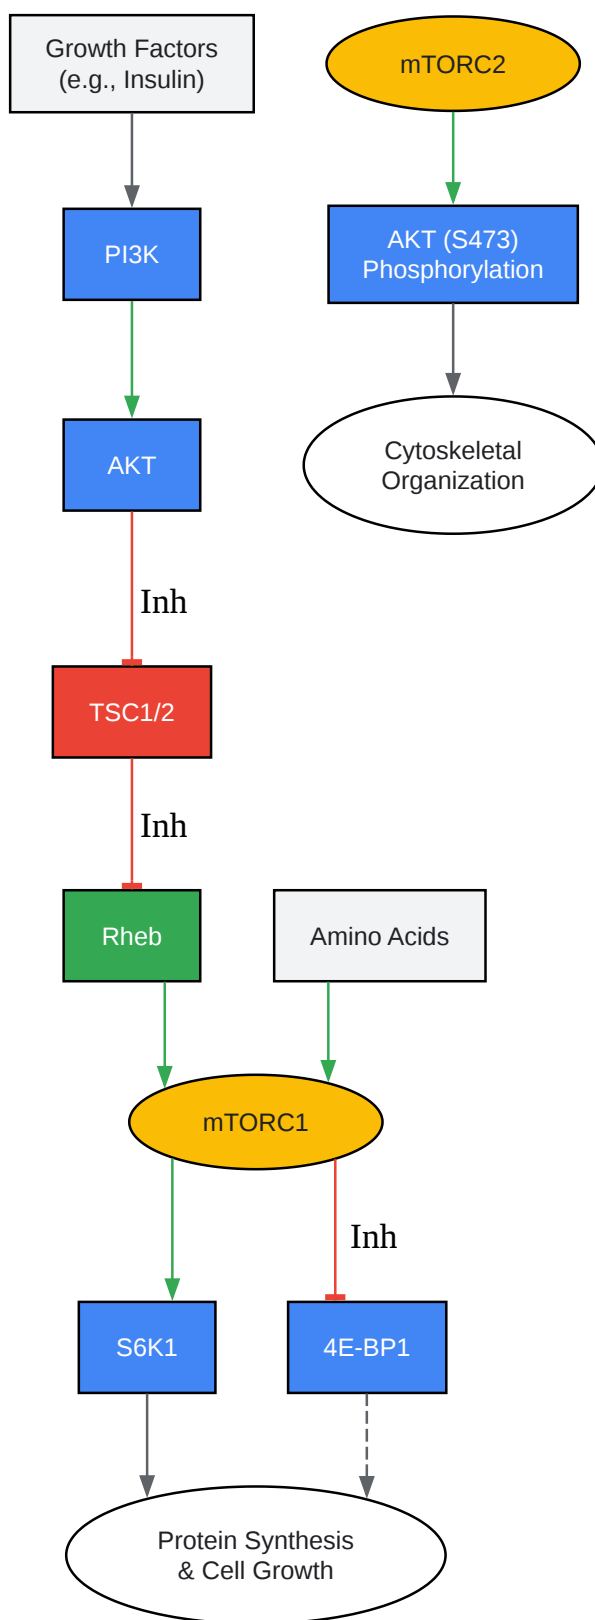 Growth Factors
(e.g., Insulin)
mTORC2
PI3K
AKT (S473)
Phosphorylation
AKT
Cytoskeletal
Organization
Inh
TSC1/2
Inh
Rheb
Amino Acids
mTORC1
Inh
S6K1
4E-BP1
Protein Synthesis
& Cell Growth